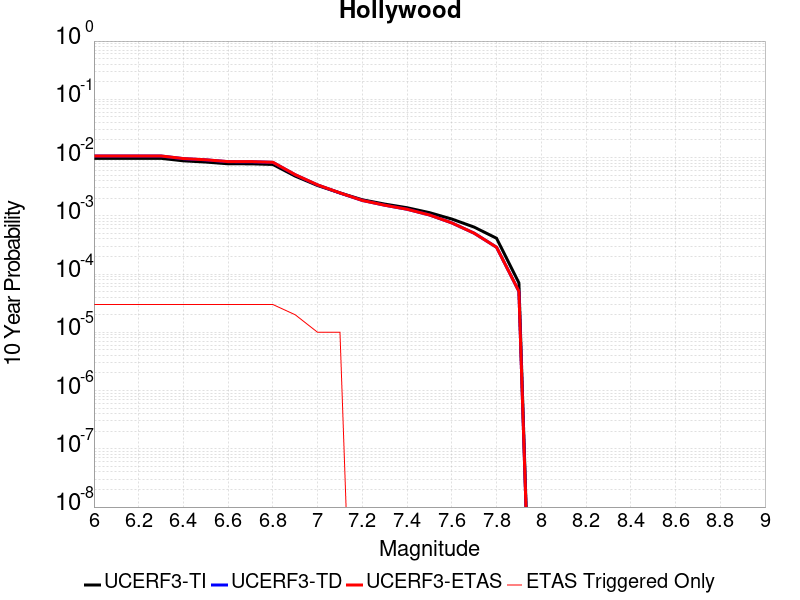 Hollywood
10^0
10^-1
10^-2
10^-3
10^-4
10^-5
10^-6
10^-7
10^-8
10 Year Probability
6 6.2 6.4 6.6 6.8 7 7.2 7.4 7.6 7.8 8 8.2 8.4 8.6 8.8 9
Magnitude
UCERF3-TI UCERF3-TD UCERF3-ETAS ETAS Triggered Only